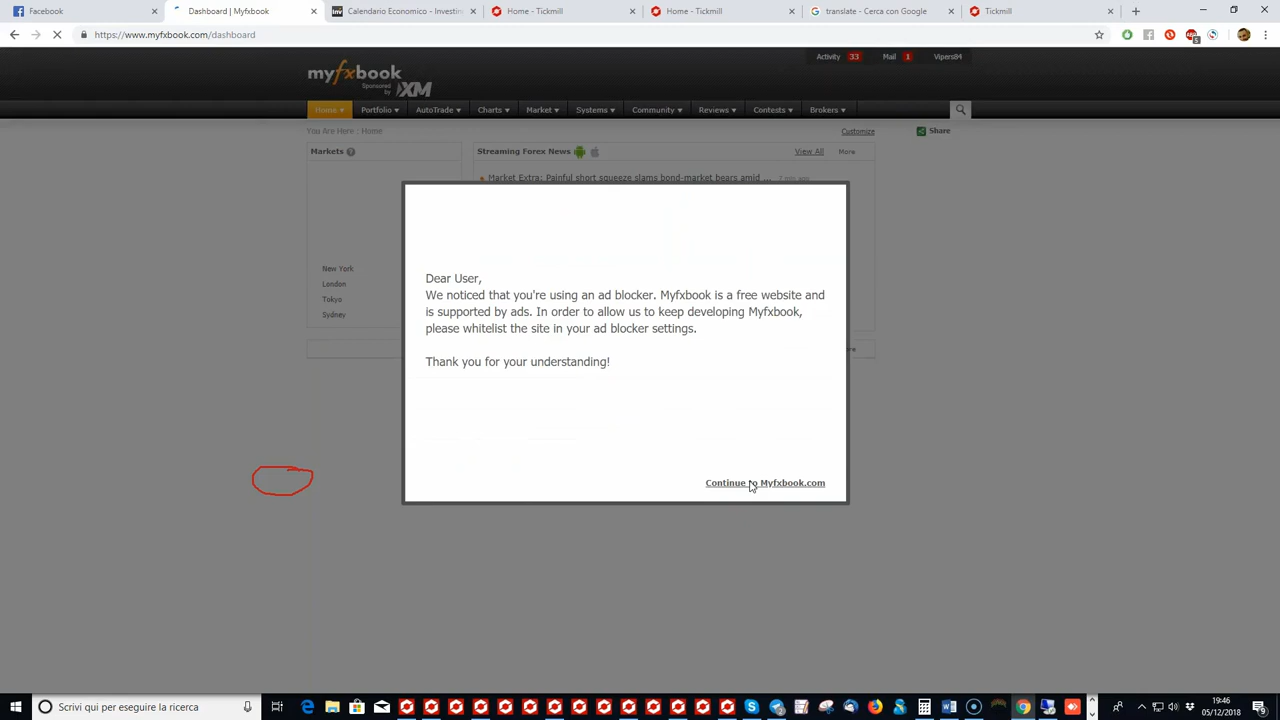 Facebook
Dashboard | Myfxbook
Calendario Economico - Investin
Home - Tickmill
Home - Tickmill
translate - Cerca con Google
Tickmill
https://www.myfxbook.com/dashboard
5
Activity 33 Mail 1 Vipers84
myfxbook
Sponsored by XM
Home Portfolio AutoTrade Charts Market Systems Community Reviews Contests Brokers
You Are Here : Home
Customize
Share
Markets ?
Streaming Forex News
View All
More
Market Extra: Painful short squeeze slams bond-market bears amid ...
New York
London
Tokyo
Sydney
Dear User,
We noticed that you're using an ad blocker. Myfxbook is a free website and
is supported by ads. In order to allow us to keep developing Myfxbook,
please whitelist the site in your ad blocker settings.
Thank you for your understanding!
Continue to Myfxbook.com
Scrivi qui per eseguire la ricerca
19:46
05/12/2018